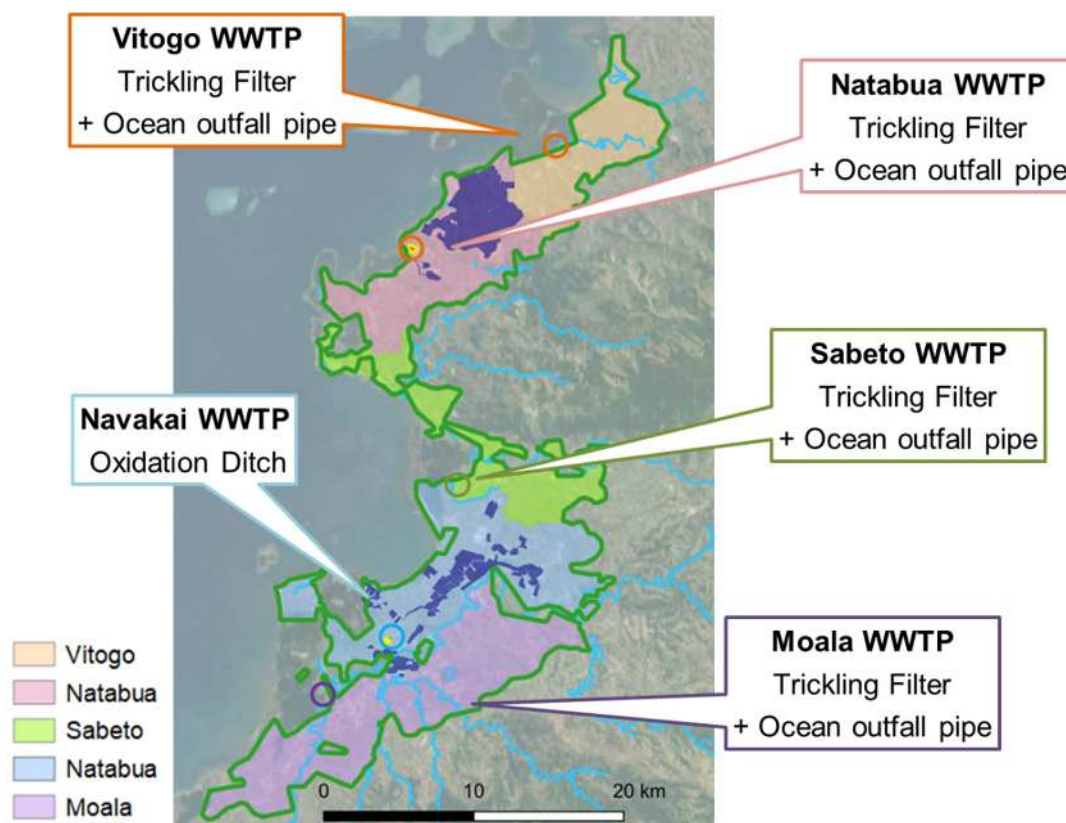 Vitogo WWTP
Trickling Filter
+ Ocean outfall pipe
Natabua WWTP
Trickling Filter
+ Ocean outfall pipe
Sabeto WWTP
Trickling Filter
+ Ocean outfall pipe
Navakai WWTP
Oxidation Ditch
Moala WWTP
Trickling Filter
+ Ocean outfall pipe
Vitogo
Natabua
Sabeto
Natabua
Moala
0 10 20 km